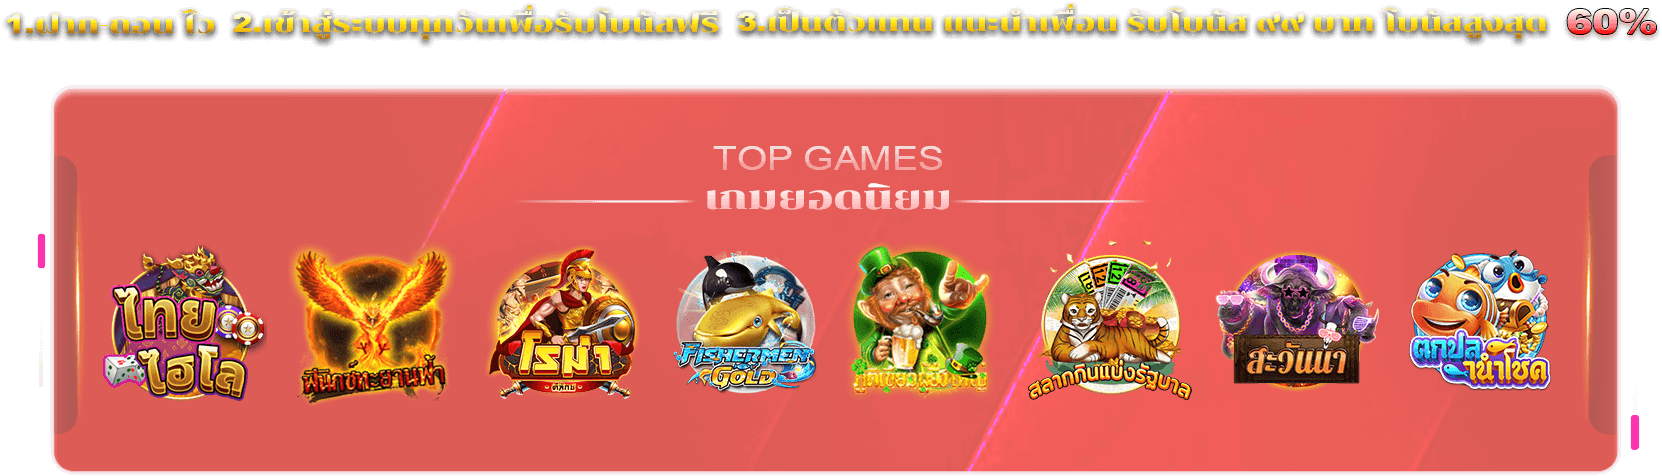 1.ฝาก-ถอน ไว 2.เข้าสู่ระบบทุกวันเพื่อรับโบนัสฟรี 3.เป็นตัวแทน แนะนำเพื่อน รับโบนัส ๙๙ บาท โบนัสสูงสุด 60%
TOP GAMES
เกมยอดนิยม
ไทย
ไฮโล
ฟินิกซ์ทะยานฟ้า
โรม่า
FISHERMEN
GOLD
สลากกินแบ่งรัฐบาล
สะวันนา
ตกปลา
นำโชค